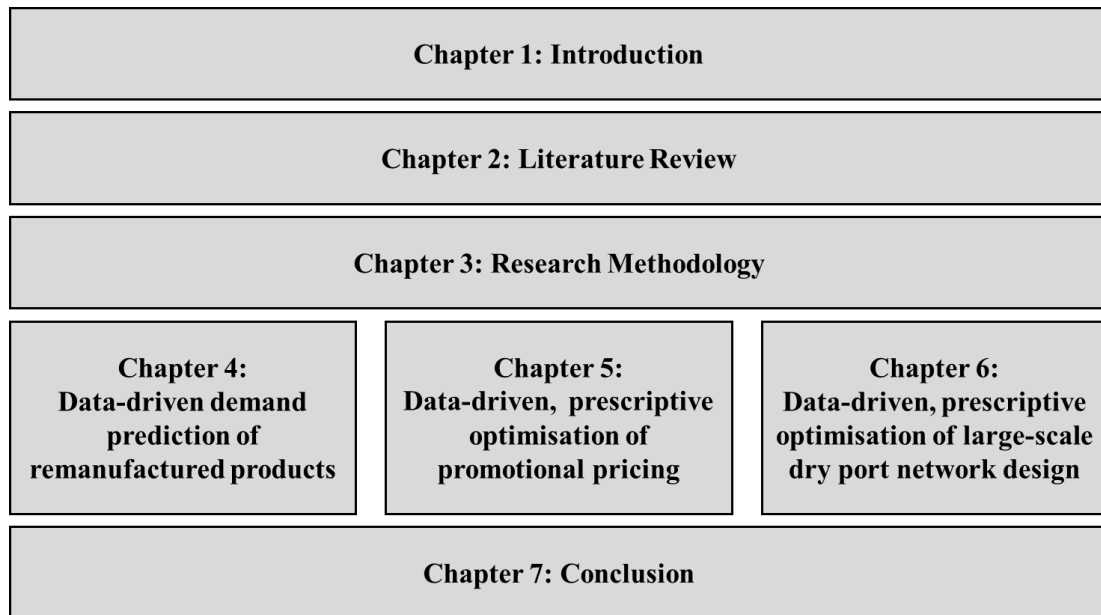 Chapter 1: Introduction
Chapter 2: Literature Review
Chapter 3: Research Methodology
Chapter 4:
Data-driven demand
prediction of
remanufactured products
Chapter 5:
Data-driven, prescriptive
optimisation of
promotional pricing
Chapter 6:
Data-driven, prescriptive
optimisation of large-scale
dry port network design
Chapter 7: Conclusion